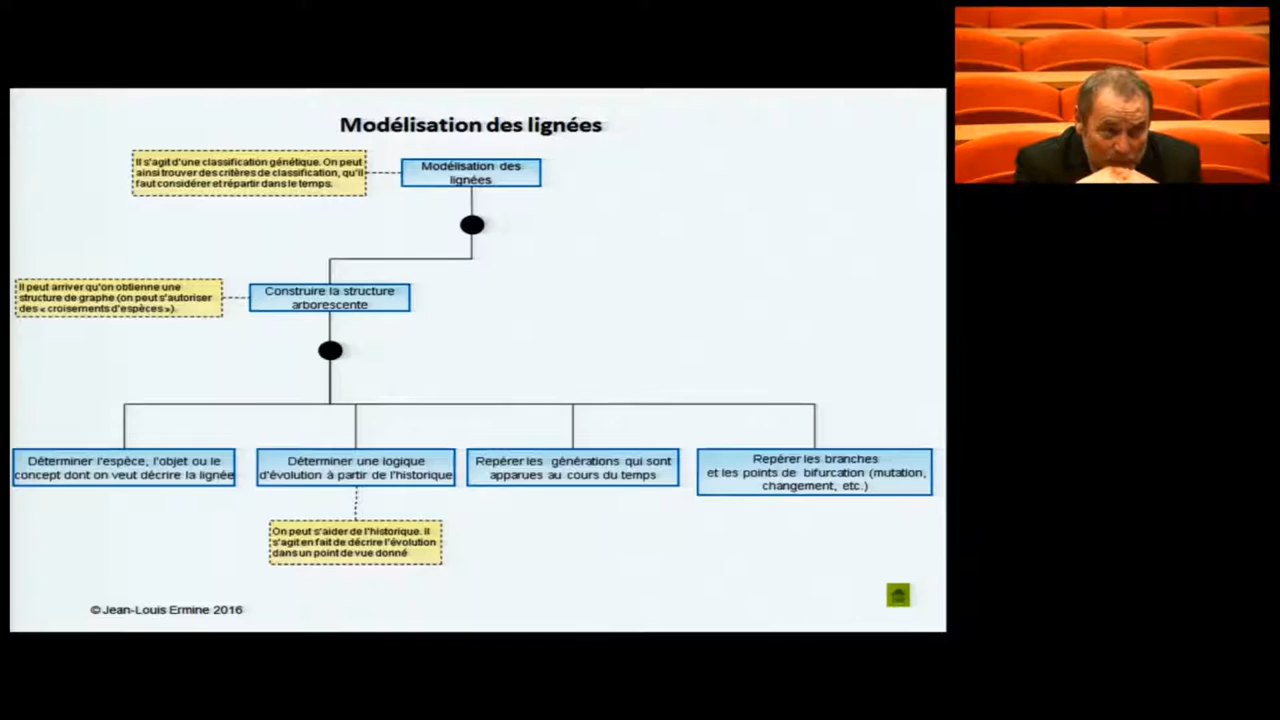 Modélisation des lignées
Il s'agit d'une classification génétique. On peut
ainsi trouver des critères de classification, qu'il
faut considérer et répartir dans le temps.
Modélisation des
lignées
Il peut arriver qu'on obtienne une
structure de graphe (on peut s'autoriser
des « croisements d'espèces »).
Construire la structure
arborescente
Déterminer l'espèce, l'objet ou le
concept dont on veut décrire la lignée
Déterminer une logique
d'évolution à partir de l'historique
Repérer les générations qui sont
apparues au cours du temps
Repérer les branches
et les points de bifurcation (mutation,
changement, etc.)
On peut s'aider de l'historique. Il
s'agit en fait de décrire l'évolution
dans un point de vue donné
©Jean-Louis Ermine 2016